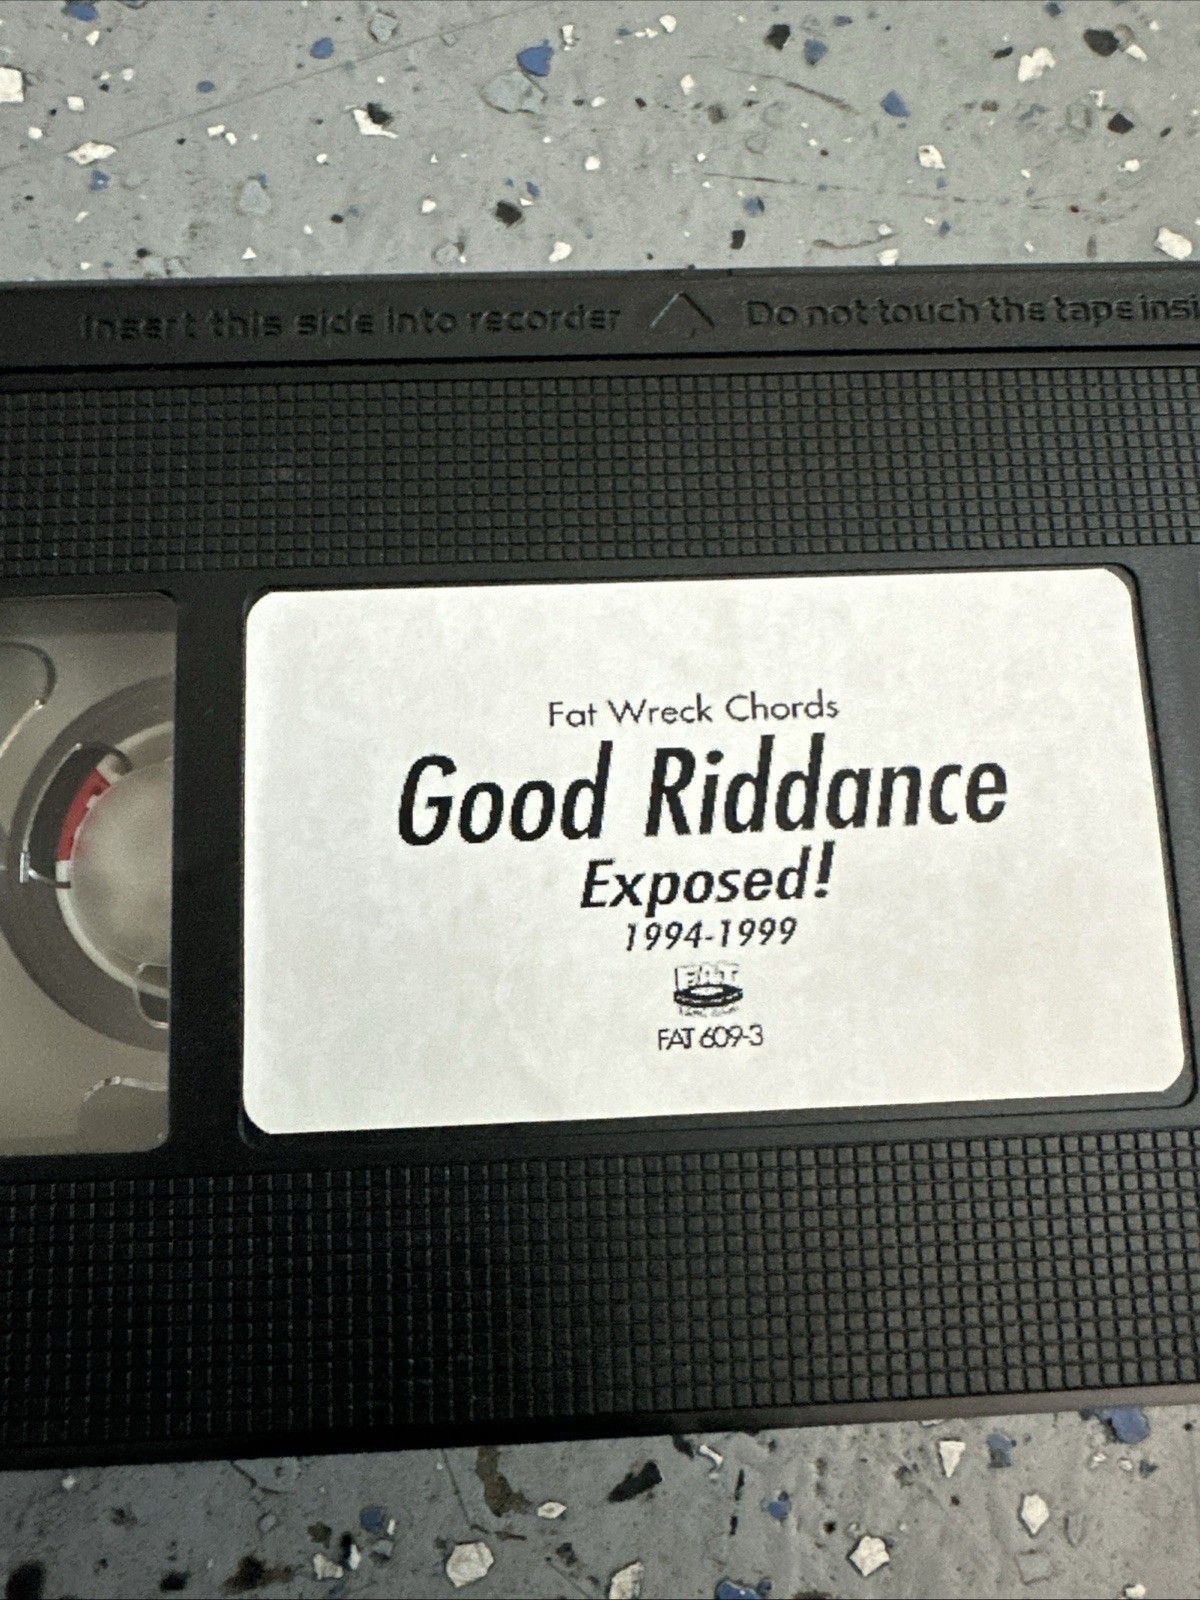 Insert this side into recorder Do not touch the tape insi
Fat Wreck Chords
Good Riddance
Exposed!
1994-1999
FAT
FAT 609-3